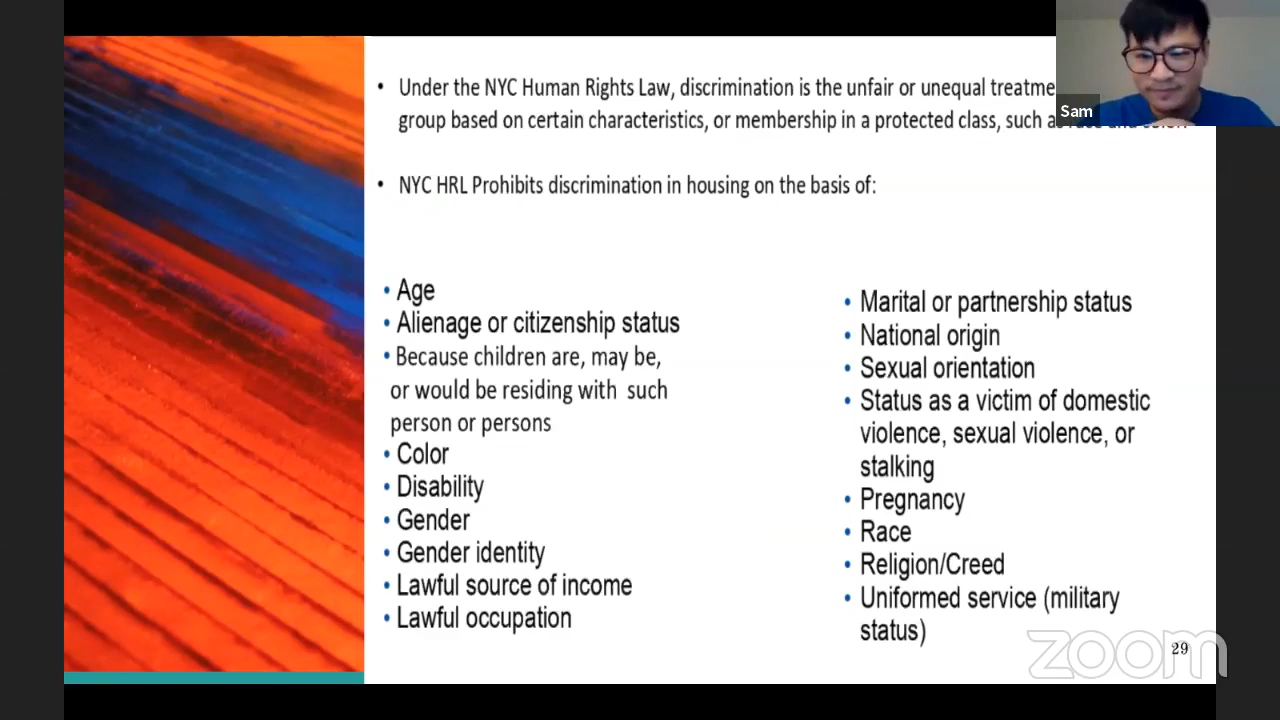 • Under the NYC Human Rights Law, discrimination is the unfair or unequal
group based on certain characteristics, or membership in a protected class, such
• NYC HRL Prohibits discrimination in housing on the basis of:
• Age
• Alienage or citizenship status
• Because children are, may be,
or would be residing with such
person or persons
• Color
• Disability
• Gender
• Gender identity
• Lawful source of income
• Lawful occupation
• Marital or partnership status
• National origin
• Sexual orientation
• Status as a victim of domestic
violence, sexual violence, or
stalking
• Pregnancy
• Race
• Religion/Creed
• Uniformed service (military
status)
29
Sam
zoom